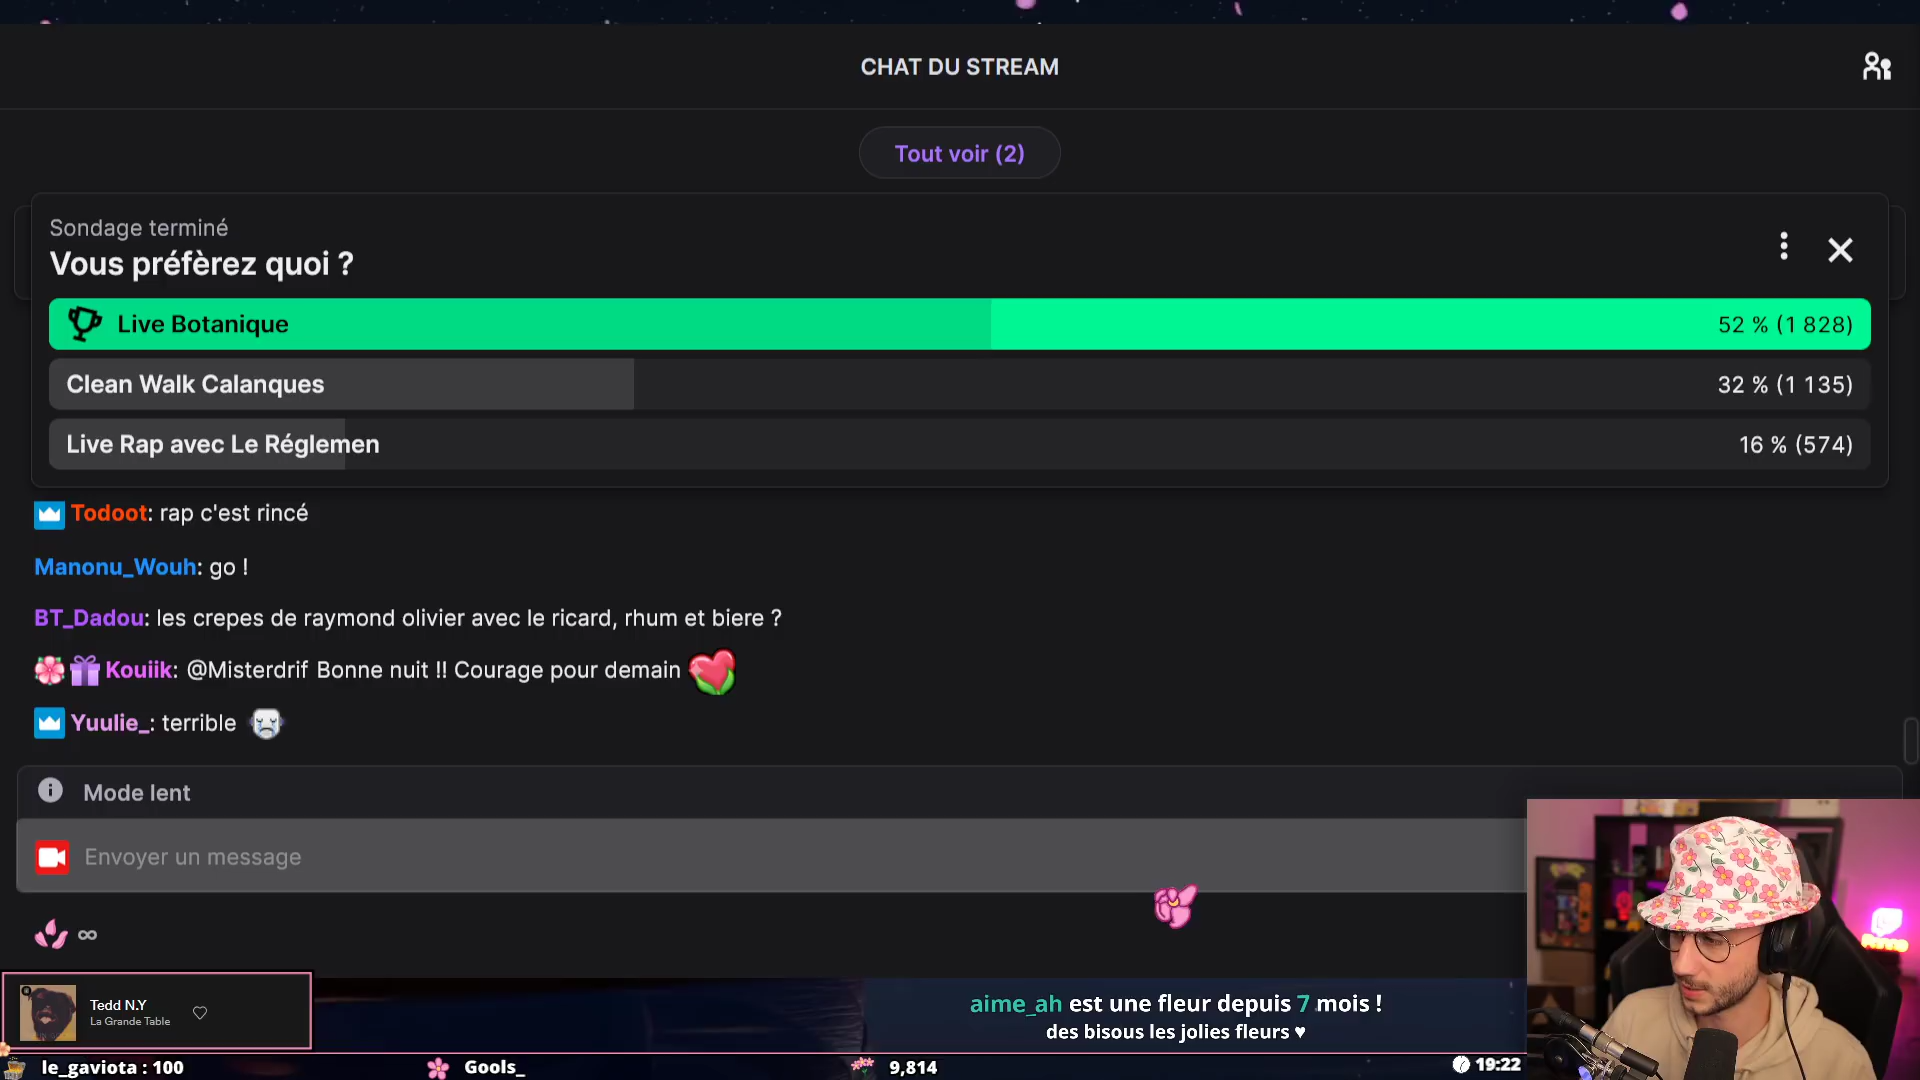 CHAT DU STREAM
Tout voir (2)
Sondage terminé
Vous préfèrez quoi ?
Live Botanique 52 % (1 828)
Clean Walk Calanques 32 % (1 135)
Live Rap avec Le Réglemen 16 % (574)
Todoot: rap c'est rincé
Manonu_Wouh: go !
BT_Dadou: les crepes de raymond olivier avec le ricard, rhum et biere ?
Kouiik: @Misterdrif Bonne nuit !! Courage pour demain
Yuulie_: terrible
Mode lent
Envoyer un message
∞
Tedd N.Y
La Grande Table
aime_ah est une fleur depuis 7 mois !
des bisous les jolies fleurs ♥
le_gaviota : 100 Gools_ 9,814 19:22